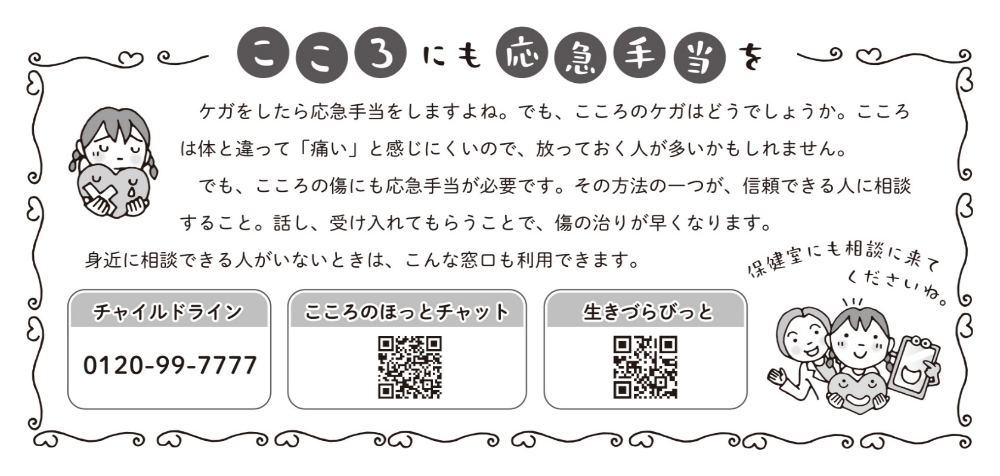 こころにも応急手当を
ケガをしたら応急手当をしますよね。でも、こころのケガはどうでしょうか。こころ
は体と違って「痛い」と感じにくいので、放っておく人が多いかもしれません。
でも、こころの傷にも応急手当が必要です。その方法の一つが、信頼できる人に相談
すること。話し、受け入れてもらうことで、傷の治りが早くなります。
身近に相談できる人がいないときは、こんな窓口も利用できます。
保健室にも相談に来て
くださいね。
チャイルドライン
0120-99-7777
こころのほっとチャット
生きづらびっと